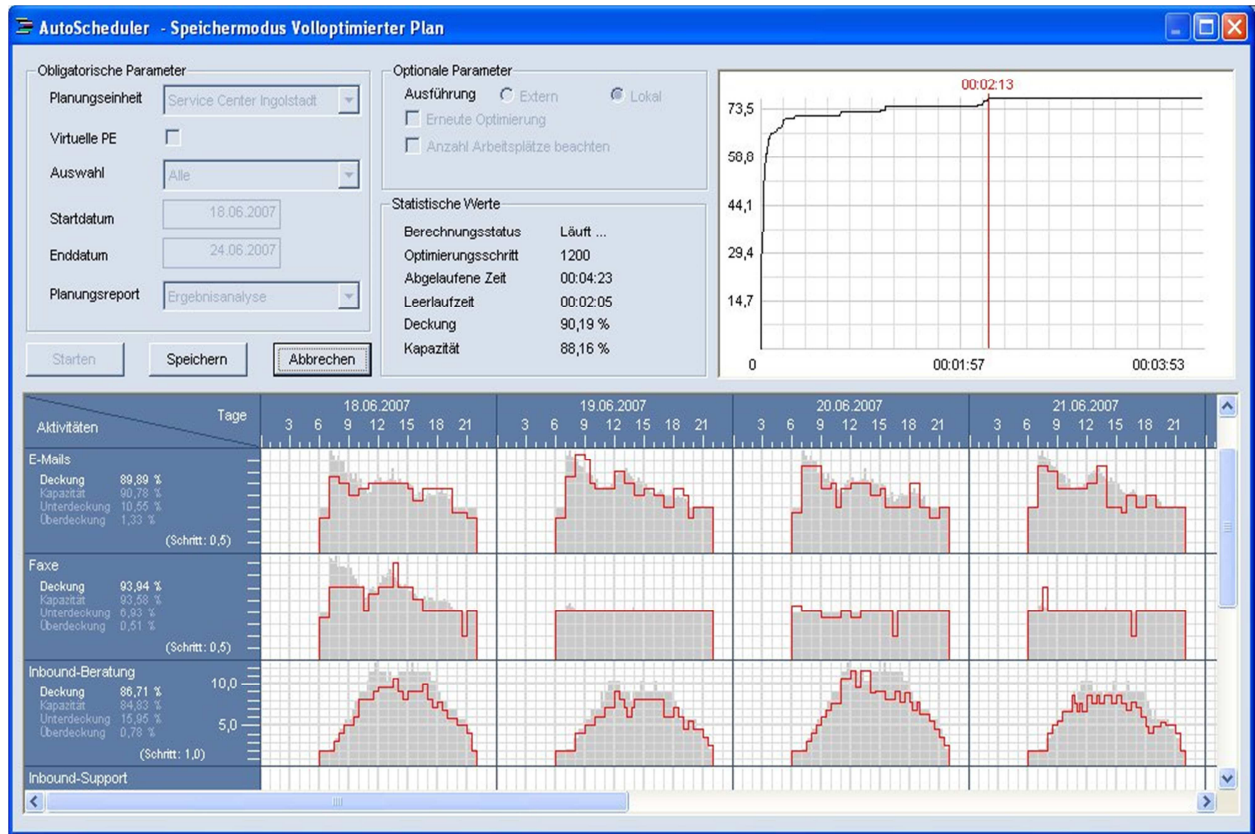 AutoScheduler - Speichermodus Volloptimierter Plan
Obligatorische Parameter
Planungseinheit Service Center Ingolstadt
Virtuelle PE
Auswahl Alle
Startdatum 18.06.2007
Enddatum 24.06.2007
Planungsreport Ergebnisanalyse
Starten Speichern Abbrechen
Optionale Parameter
Ausführung Extern Lokal
Erneute Optimierung
Anzahl Arbeitsplätze beachten
Statistische Werte
Berechnungsstatus Läuft ...
Optimierungsschritt 1200
Abgelaufene Zeit 00:04:23
Leerlaufzeit 00:02:05
Deckung 90,19 %
Kapazität 88,16 %
00:02:13
73,5
58,8
44,1
29,4
14,7
0 00:01:57 00:03:53
Tage
Aktivitäten
18.06.2007 19.06.2007 20.06.2007 21.06.2007
3 6 9 12 15 18 21 3 6 9 12 15 18 21 3 6 9 12 15 18 21 3 6 9 12 15 18 21
E-Mails
Deckung 89,89 %
Kapazität 90,78 %
Unterdeckung 10,55 %
Überdeckung 1,33 %
(Schritt: 0,5)
Faxe
Deckung 93,94 %
Kapazität 93,58 %
Unterdeckung 6,93 %
Überdeckung 0,51 %
(Schritt: 0,5)
Inbound-Beratung
Deckung 86,71 %
Kapazität 84,83 %
Unterdeckung 15,95 %
Überdeckung 0,78 %
10,0
5,0
(Schritt: 1,0)
Inbound-Support